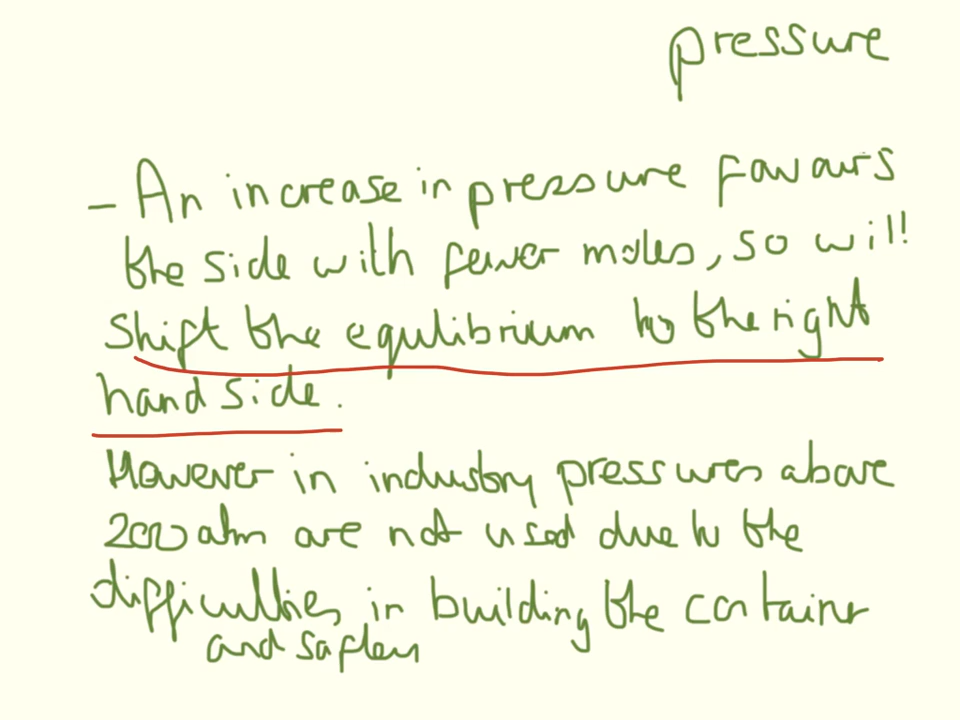 pressure
- An increase in pressure favours
the side with fewer moles, so will
shift the equlibrium to the right
hand side.
However in industry pressures above
200 atm are not used due to the
difficulties in building the container
and safety